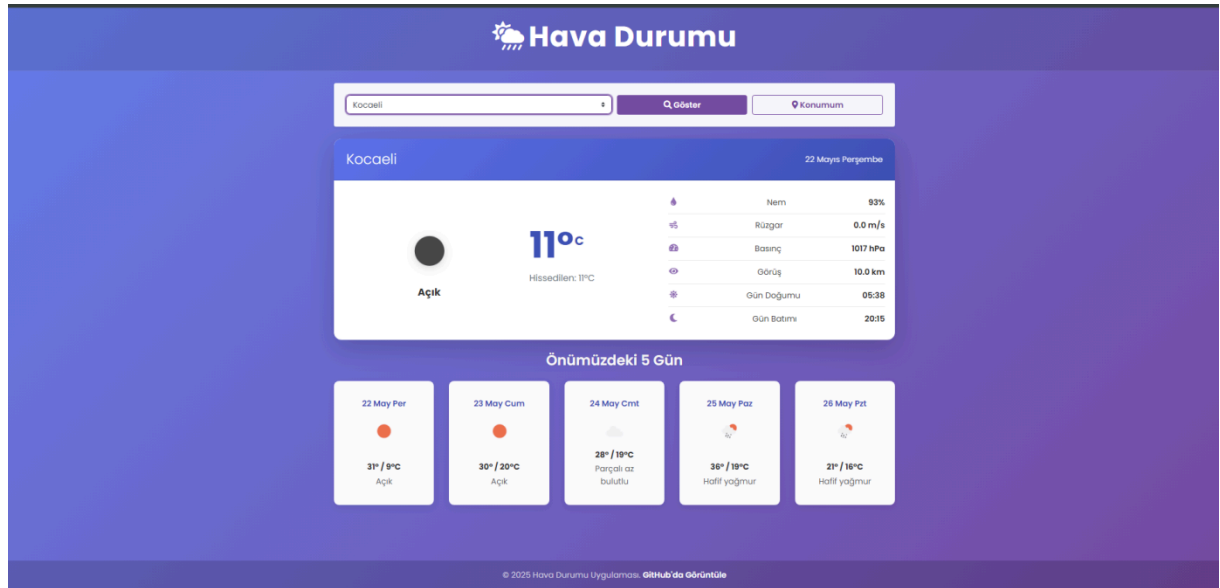 Hava Durumu
Kocaeli
Göster
Konumum
Kocaeli
22 Mayıs Perşembe
Açık
11°C
Hissedilen: 11°C
Nem 93%
Rüzgar 0.0 m/s
Basınç 1017 hPa
Görüş 10.0 km
Gün Doğumu 05:38
Gün Batımı 20:15
Önümüzdeki 5 Gün
22 May Per
31° / 9°C
Açık
23 May Cum
30° / 20°C
Açık
24 May Cmt
28° / 19°C
Parçalı az
bulutlu
25 May Paz
36° / 19°C
Hafif yağmur
26 May Pzt
21° / 16°C
Hafif yağmur
© 2025 Hava Durumu Uygulaması. GitHub'da Görüntüle